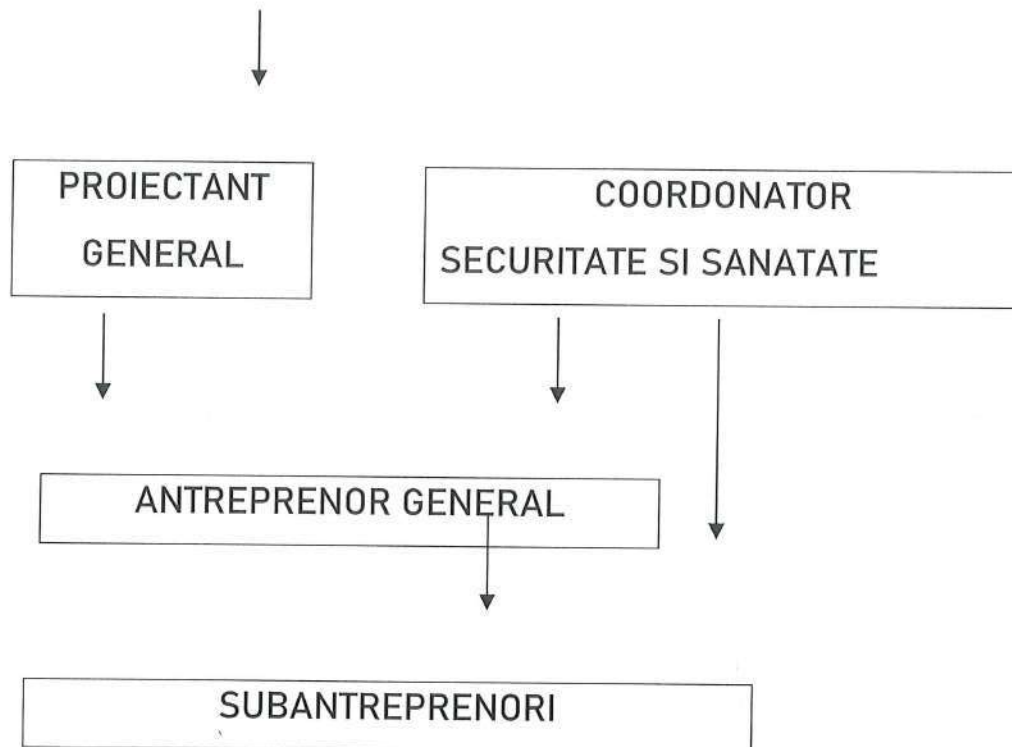 PROIECTANT
GENERAL
COORDONATOR
SECURITATE SI SANATATE
ANTREPRENOR GENERAL
SUBANTREPRENORI